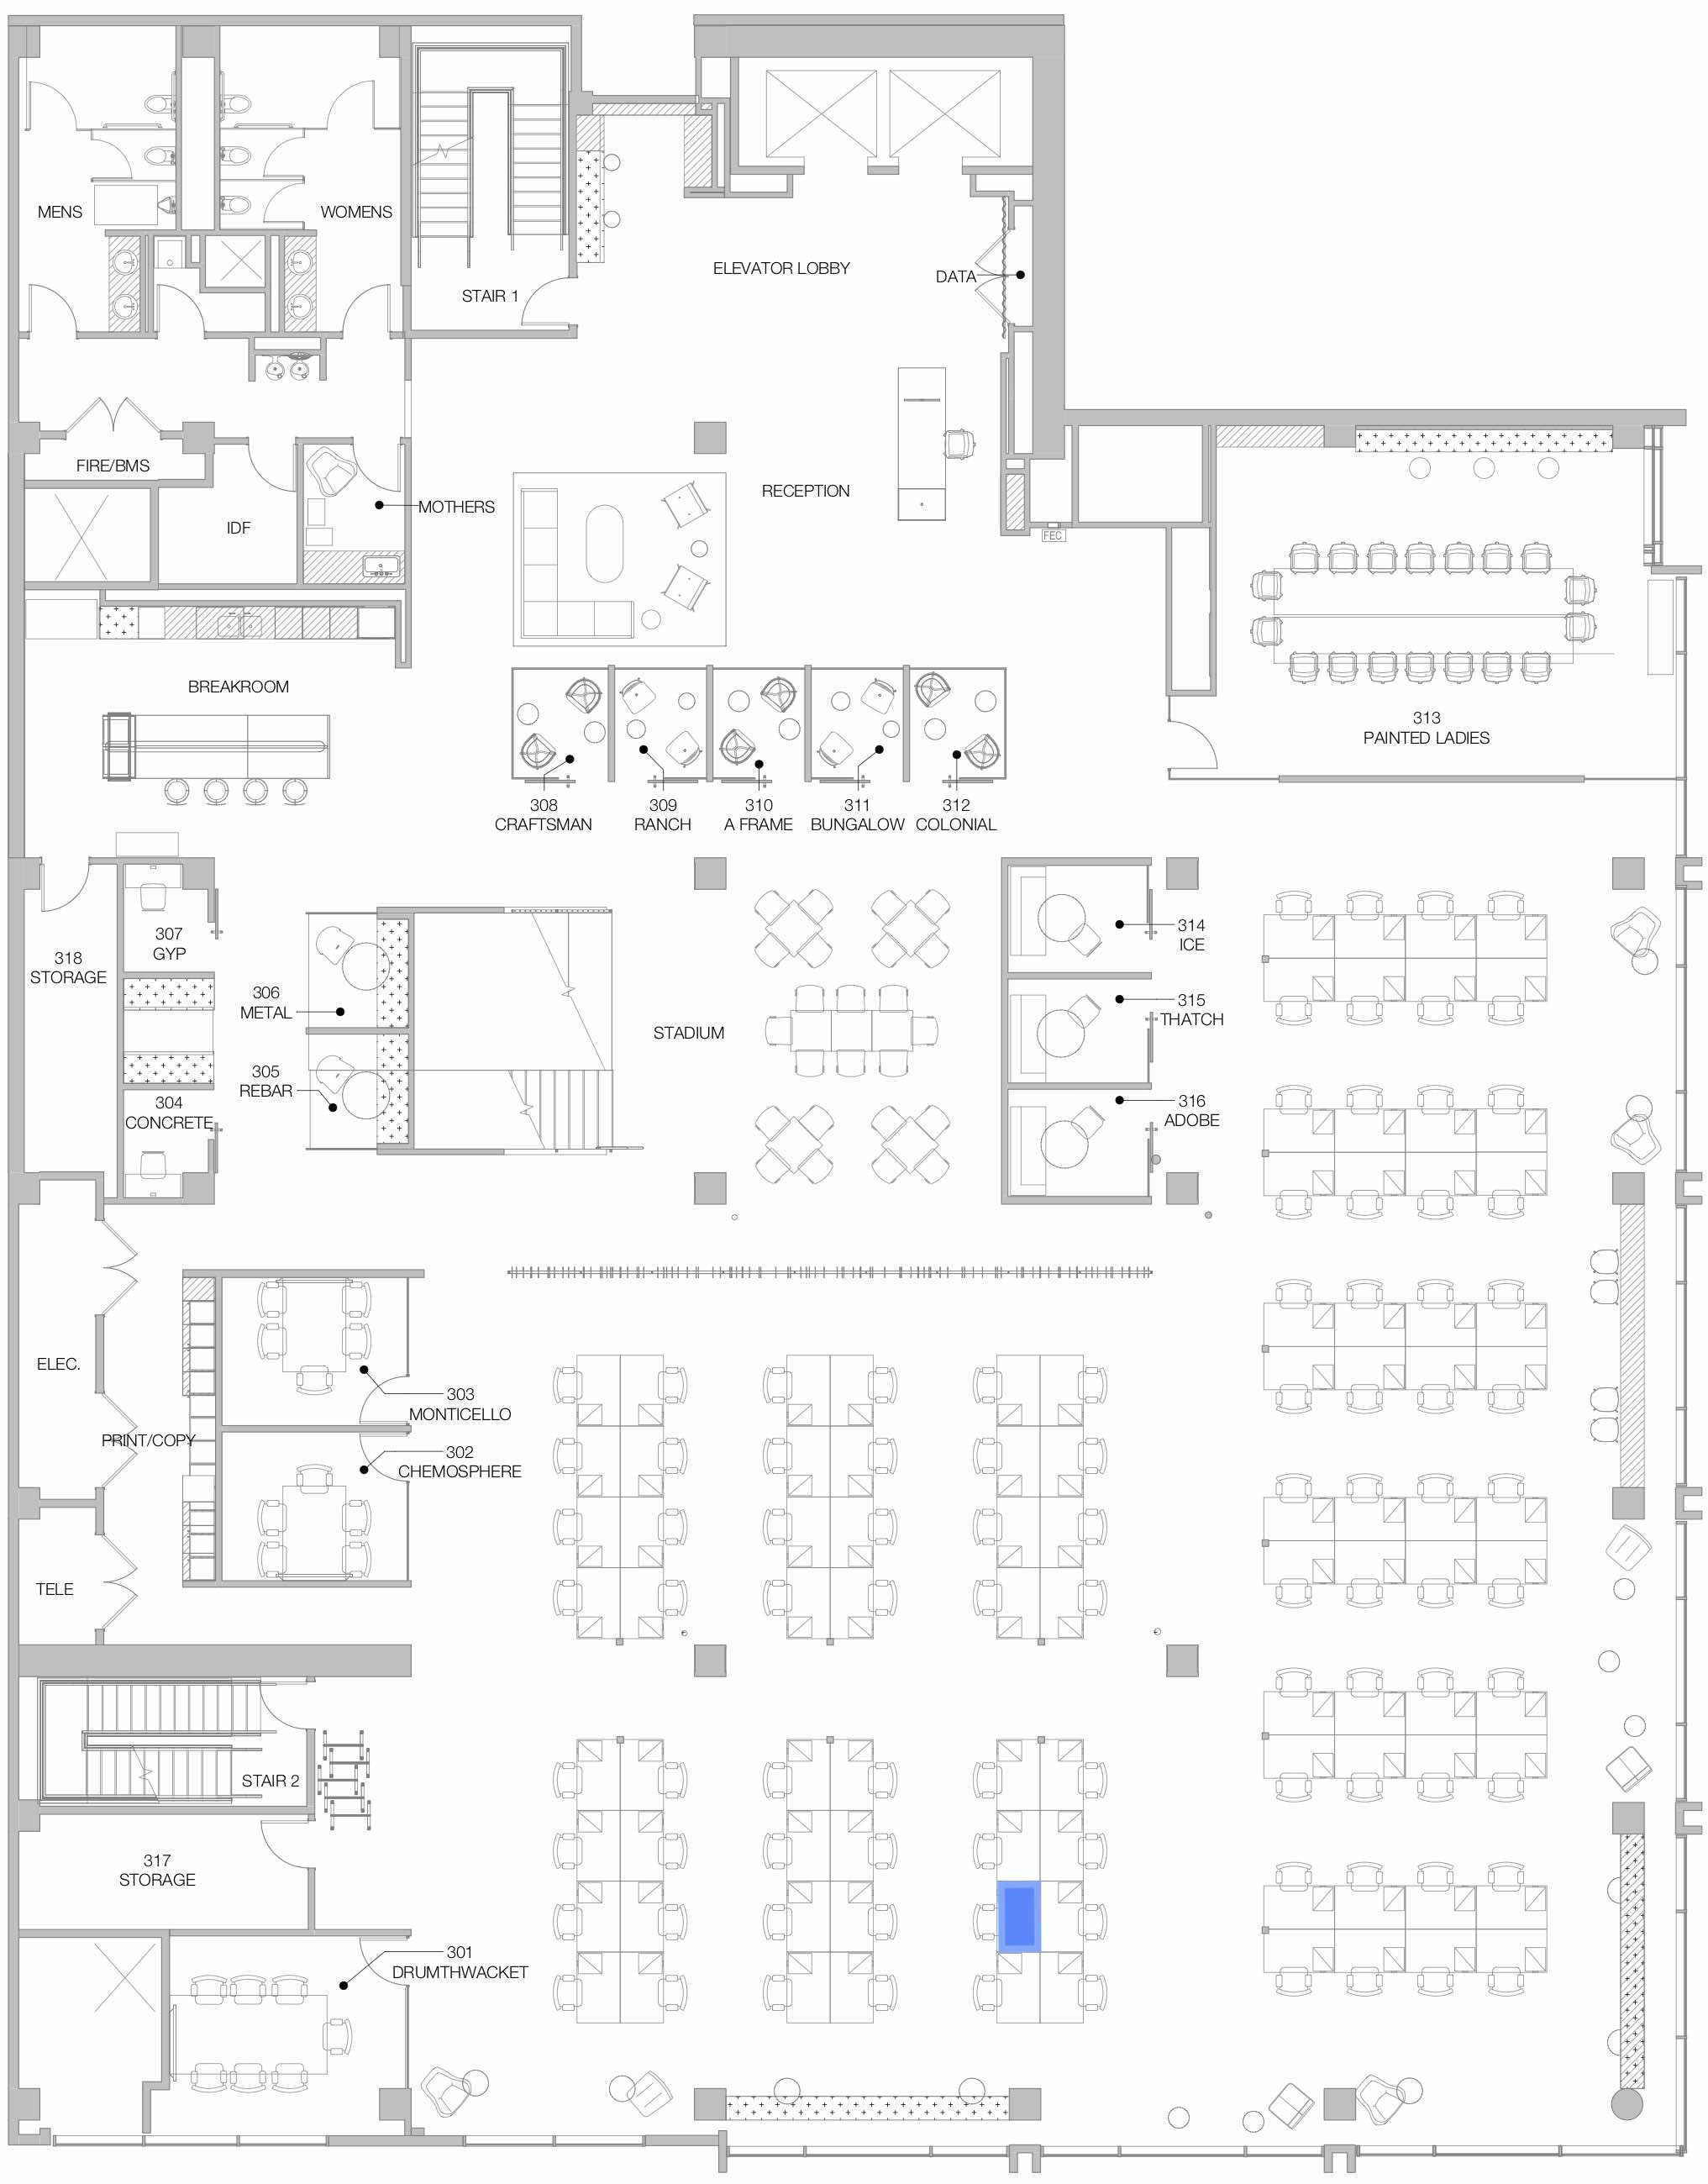 MENS
WOMENS
STAIR 1
ELEVATOR LOBBY
DATA
FIRE/BMS
IDF
MOTHERS
RECEPTION
FEC
BREAKROOM
313
PAINTED LADIES
308
CRAFTSMAN
309
RANCH
310
A FRAME
311
BUNGALOW
312
COLONIAL
307
GYP
318
STORAGE
306
METAL
305
REBAR
304
CONCRETE
STADIUM
314
ICE
315
THATCH
316
ADOBE
ELEC.
303
MONTICELLO
PRINT/COPY
302
CHEMOSPHERE
TELE
STAIR 2
317
STORAGE
301
DRUMTHWACKET